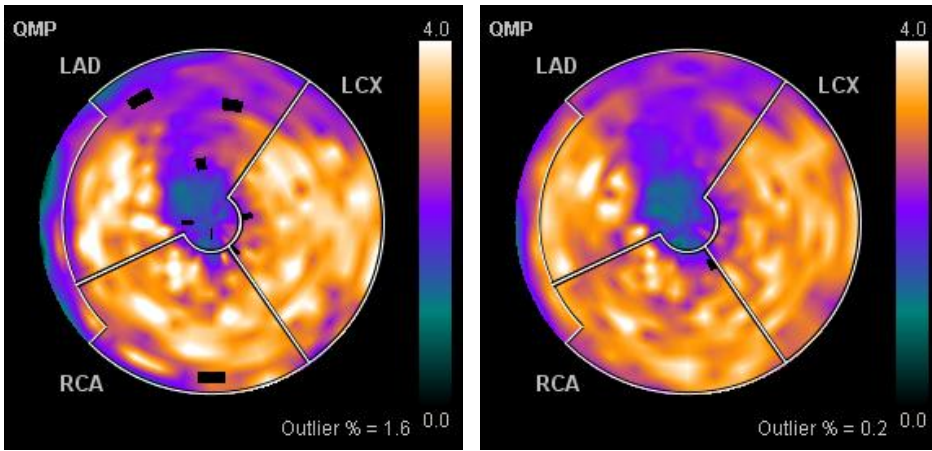 QMP
4.0
LAD
LCX
RCA
Outlier % = 1.6
0.0
QMP
4.0
LAD
LCX
RCA
Outlier % = 0.2
0.0